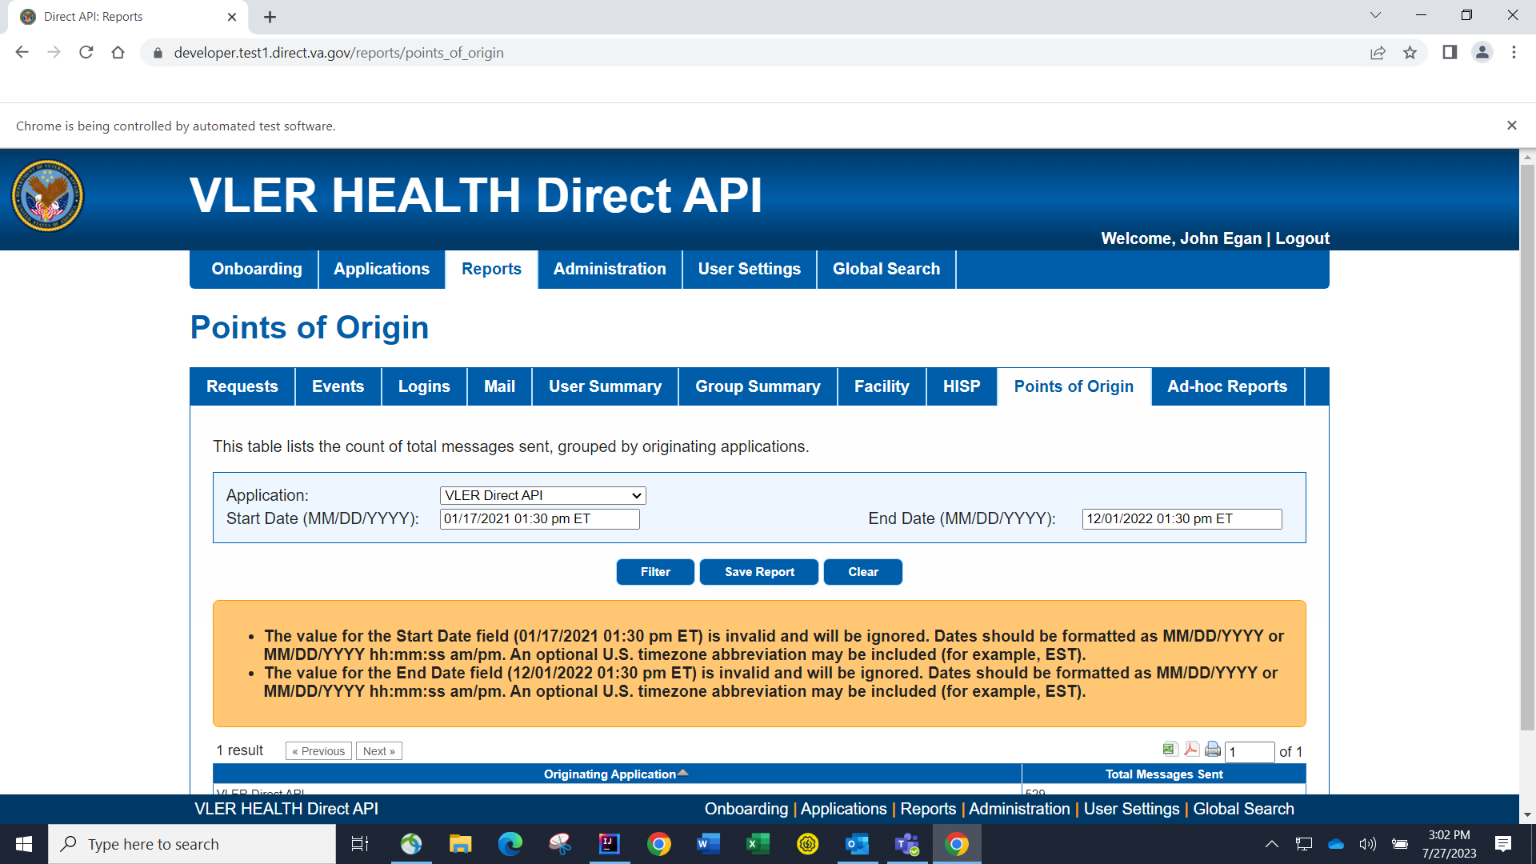 Direct API: Reports
developer.test1.direct.va.gov/reports/points_of_origin
Chrome is being controlled by automated test software.
VLER HEALTH Direct API
Welcome, John Egan | Logout
Onboarding Applications Reports Administration User Settings Global Search
Points of Origin
Requests Events Logins Mail User Summary Group Summary Facility HISP Points of Origin Ad-hoc Reports
This table lists the count of total messages sent, grouped by originating applications.
Application: VLER Direct API
Start Date (MM/DD/YYYY): 01/17/2021 01:30 pm ET End Date (MM/DD/YYYY): 12/01/2022 01:30 pm ET
Filter Save Report Clear
• The value for the Start Date field (01/17/2021 01:30 pm ET) is invalid and will be ignored. Dates should be formatted as MM/DD/YYYY or
MM/DD/YYYY hh:mm:ss am/pm. An optional U.S. timezone abbreviation may be included (for example, EST).
• The value for the End Date field (12/01/2022 01:30 pm ET) is invalid and will be ignored. Dates should be formatted as MM/DD/YYYY or
MM/DD/YYYY hh:mm:ss am/pm. An optional U.S. timezone abbreviation may be included (for example, EST).
1 result « Previous Next » 1 of 1
Originating Application Total Messages Sent
VLER Direct API 529
VLER HEALTH Direct API Onboarding | Applications | Reports | Administration | User Settings | Global Search
Type here to search
3:02 PM
7/27/2023